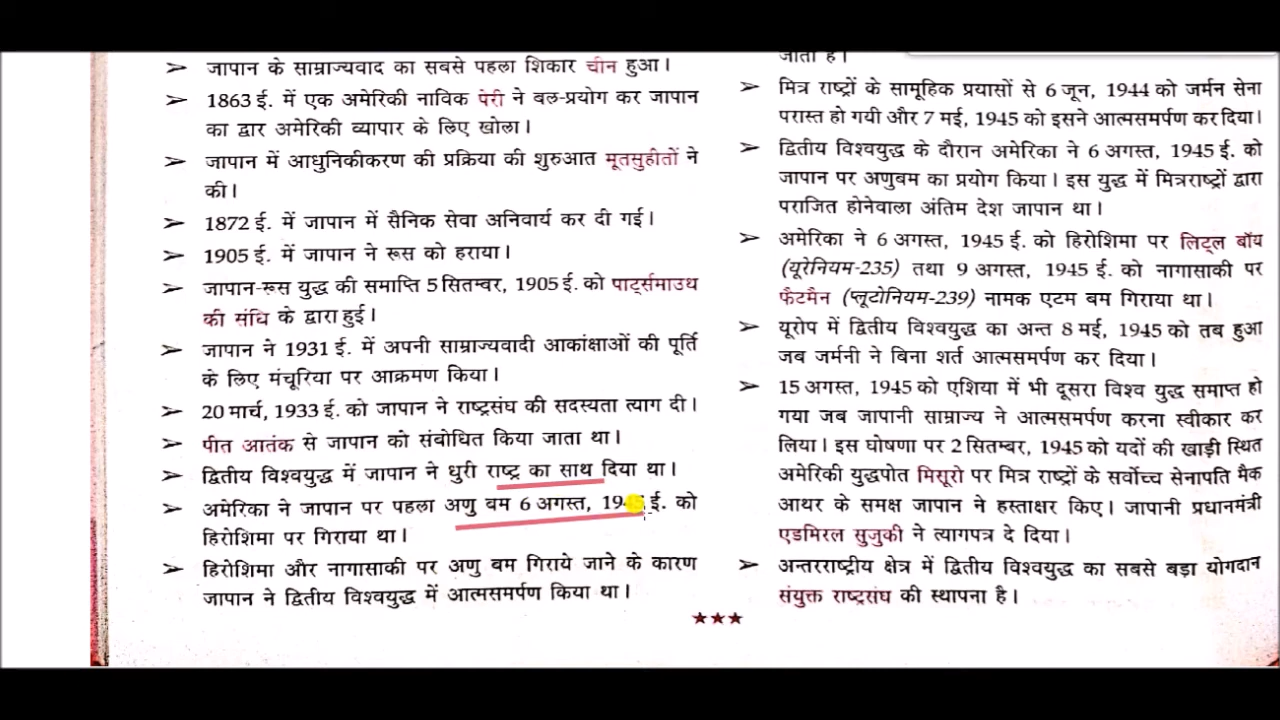 ➢ जापान के साम्राज्यवाद का सबसे पहला शिकार चीन हुआ।
➢ 1863 ई. में एक अमेरिकी नाविक पेरी ने बल-प्रयोग कर जापान
का द्वार अमेरिकी व्यापार के लिए खोला।
➢ जापान में आधुनिकीकरण की प्रक्रिया की शुरुआत मूतसुहीतों ने
की।
➢ 1872 ई. में जापान में सैनिक सेवा अनिवार्य कर दी गई।
➢ 1905 ई. में जापान ने रूस को हराया।
➢ जापान-रूस युद्ध की समाप्ति 5 सितम्बर, 1905 ई. को पार्ट्समाउथ
की संधि के द्वारा हुई।
➢ जापान ने 1931 ई. में अपनी साम्राज्यवादी आकांक्षाओं की पूर्ति
के लिए मंचूरिया पर आक्रमण किया।
➢ 20 मार्च, 1933 ई. को जापान ने राष्ट्रसंघ की सदस्यता त्याग दी।
➢ पीत आतंक से जापान को संबोधित किया जाता था।
➢ द्वितीय विश्वयुद्ध में जापान ने धुरी राष्ट्र का साथ दिया था।
➢ अमेरिका ने जापान पर पहला अणु बम 6 अगस्त, 1945 ई. को
हिरोशिमा पर गिराया था।
➢ हिरोशिमा और नागासाकी पर अणु बम गिराये जाने के कारण
जापान ने द्वितीय विश्वयुद्ध में आत्मसमर्पण किया था।
जाता है।
➢ मित्र राष्ट्रों के सामूहिक प्रयासों से 6 जून, 1944 को जर्मन सेना
परास्त हो गयी और 7 मई, 1945 को इसने आत्मसमर्पण कर दिया।
➢ द्वितीय विश्वयुद्ध के दौरान अमेरिका ने 6 अगस्त, 1945 ई. को
जापान पर अणुबम का प्रयोग किया। इस युद्ध में मित्रराष्ट्रों द्वारा
पराजित होनेवाला अंतिम देश जापान था।
➢ अमेरिका ने 6 अगस्त, 1945 ई. को हिरोशिमा पर लिट्ल बॉय
(यूरेनियम-235) तथा 9 अगस्त, 1945 ई. को नागासाकी पर
फैटमैन (प्लूटोनियम-239) नामक एटम बम गिराया था।
➢ यूरोप में द्वितीय विश्वयुद्ध का अन्त 8 मई, 1945 को तब हुआ
जब जर्मनी ने बिना शर्त आत्मसमर्पण कर दिया।
➢ 15 अगस्त, 1945 को एशिया में भी दूसरा विश्व युद्ध समाप्त हो
गया जब जापानी साम्राज्य ने आत्मसमर्पण करना स्वीकार कर
लिया। इस घोषणा पर 2 सितम्बर, 1945 को यदों की खाड़ी स्थित
अमेरिकी युद्धपोत मिसूरो पर मित्र राष्ट्रों के सर्वोच्च सेनापति मैक
आथर के समक्ष जापान ने हस्ताक्षर किए। जापानी प्रधानमंत्री
एडमिरल सुजुकी ने त्यागपत्र दे दिया।
➢ अन्तरराष्ट्रीय क्षेत्र में द्वितीय विश्वयुद्ध का सबसे बड़ा योगदान
संयुक्त राष्ट्रसंघ की स्थापना है।
★★★